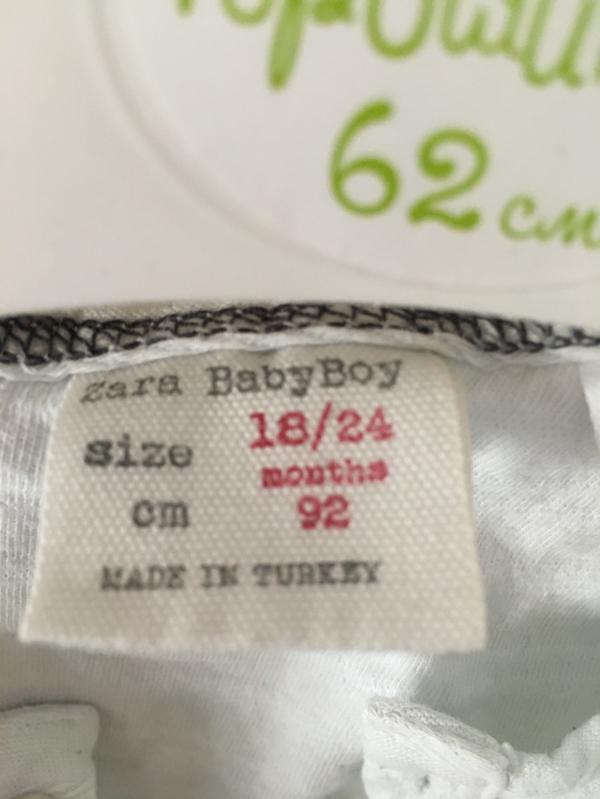 62 см
zara BabyBoy
size 18/24
months
cm 92
MADE IN TURKEY